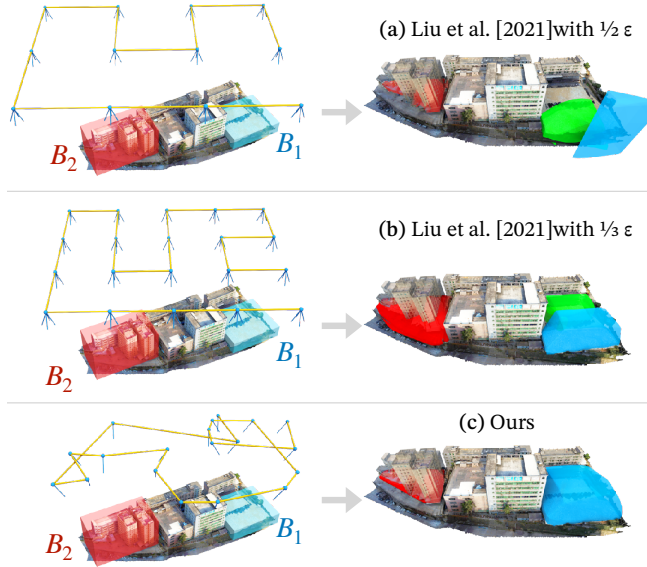 (a) Liu et al. [2021]with ½ ε
B₂
B₁
(b) Liu et al. [2021]with ⅓ ε
B₂
B₁
(c) Ours
B₂
B₁